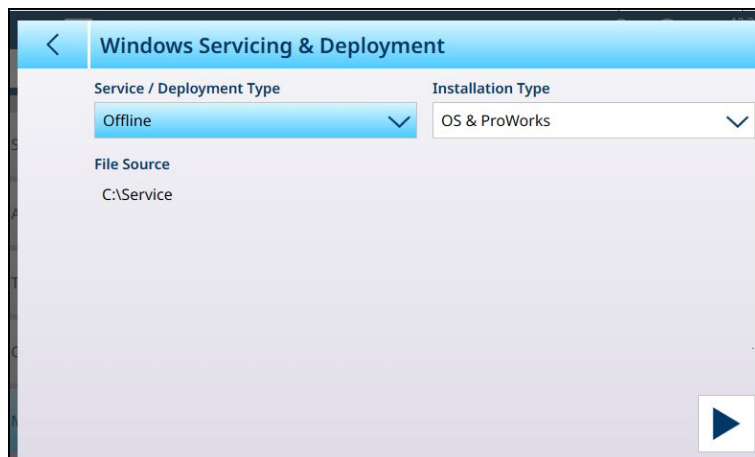 Windows Servicing & Deployment
Service / Deployment Type
Installation Type
Offline
OS & ProWorks
File Source
C:\Service